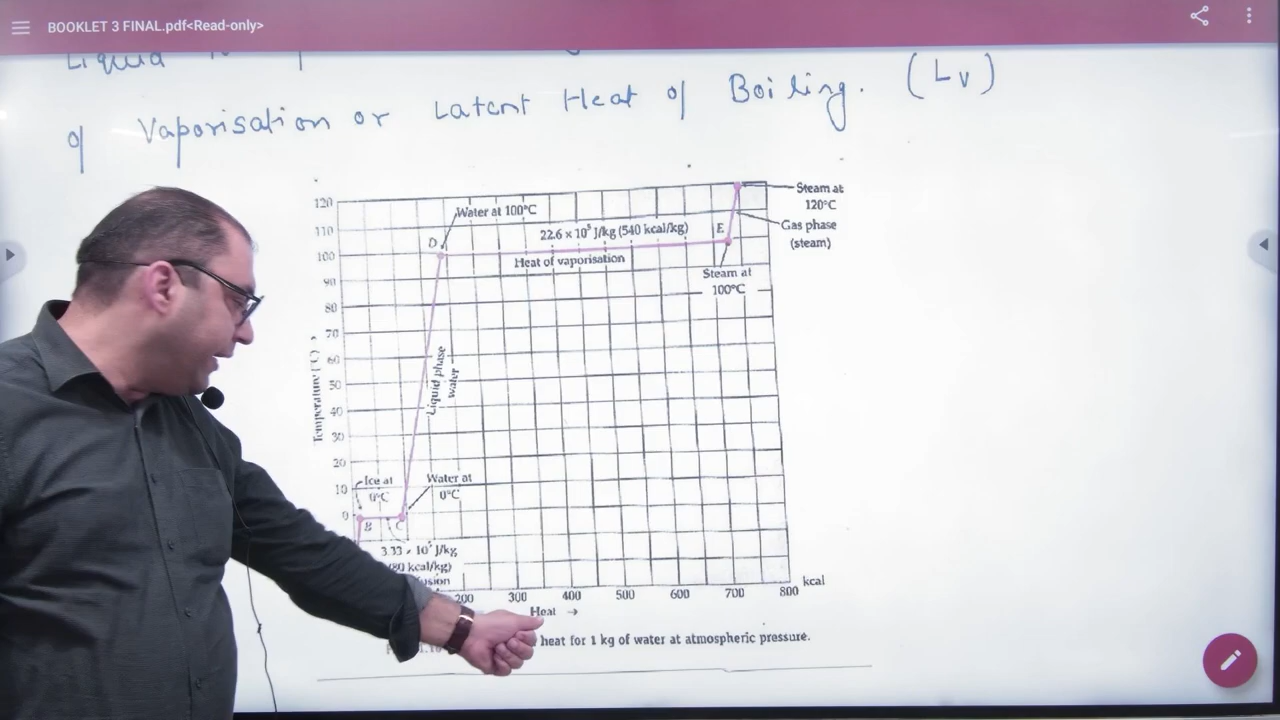 BOOKLET 3 FINAL.pdf<Read-only>
Liquid
of Vaporisation or Latent Heat of Boiling. (Lv)
120
110
100
90
80
70
60
50
40
30
20
10
0
Temperature (°C) →
Water at 100°C
D
22.6 x 10⁵ J/kg (540 kcal/kg)
Heat of vaporisation
E
Steam at
120°C
Gas phase
(steam)
Steam at
100°C
Liquid phase
water
Ice at
0°C
Water at
0°C
B
C
3.33 x 10⁵ J/kg
(80 kcal/kg)
200 300 400 500 600 700 800 kcal
Heat →
heat for 1 kg of water at atmospheric pressure.